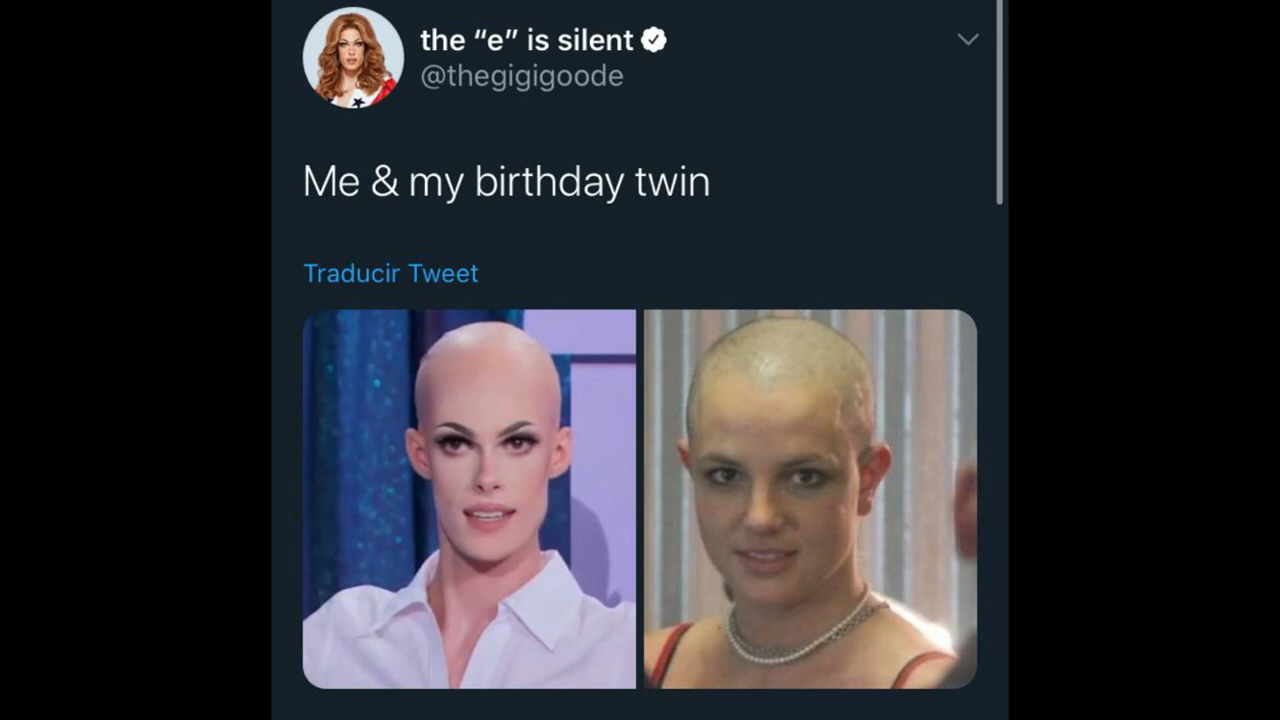 the “e” is silent
@thegigigoode
Me & my birthday twin
Traducir Tweet